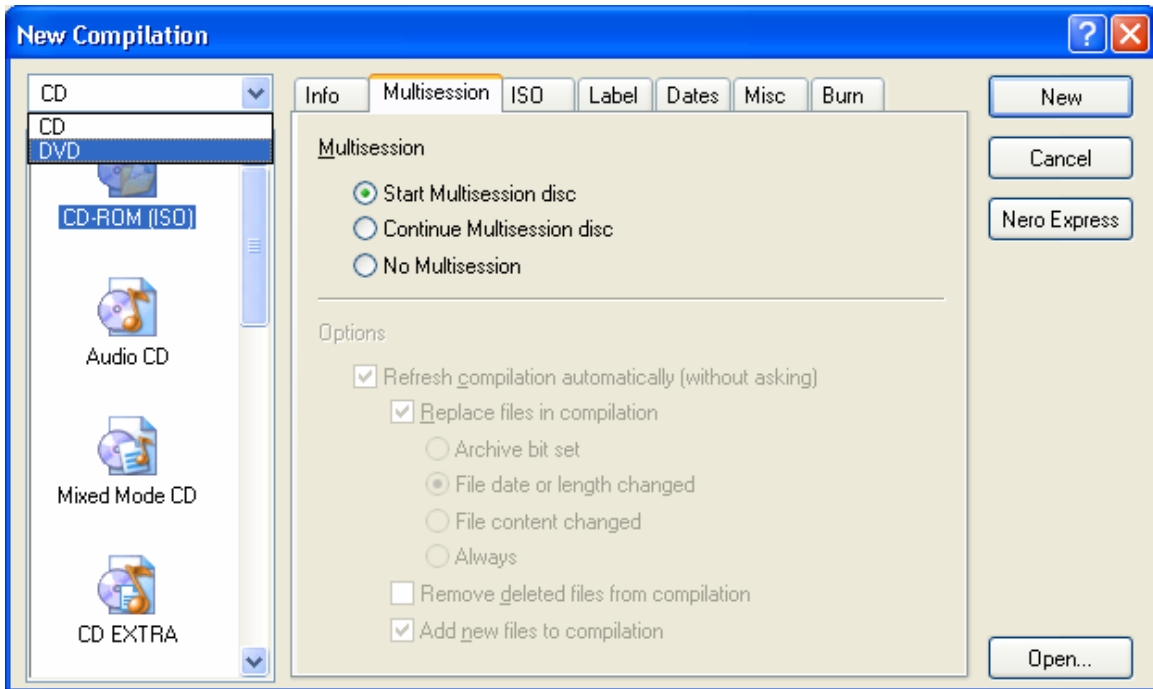 New Compilation
CD
CD
DVD
CD-ROM (ISO)
Audio CD
Mixed Mode CD
CD EXTRA
Info Multisession ISO Label Dates Misc Burn
Multisession
Start Multisession disc
Continue Multisession disc
No Multisession
Options
Refresh compilation automatically (without asking)
Replace files in compilation
Archive bit set
File date or length changed
File content changed
Always
Remove deleted files from compilation
Add new files to compilation
New
Cancel
Nero Express
Open...